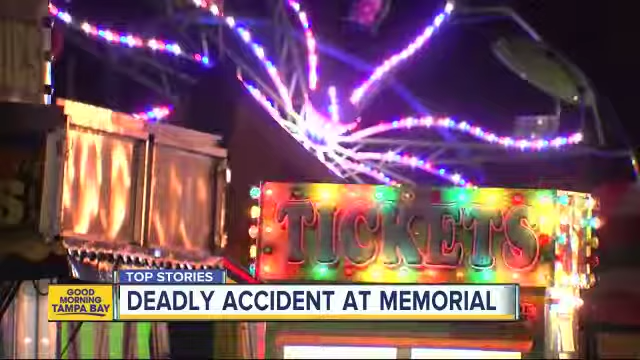 TICKETS
TOP STORIES
GOOD
MORNING
TAMPA BAY
DEADLY ACCIDENT AT MEMORIAL